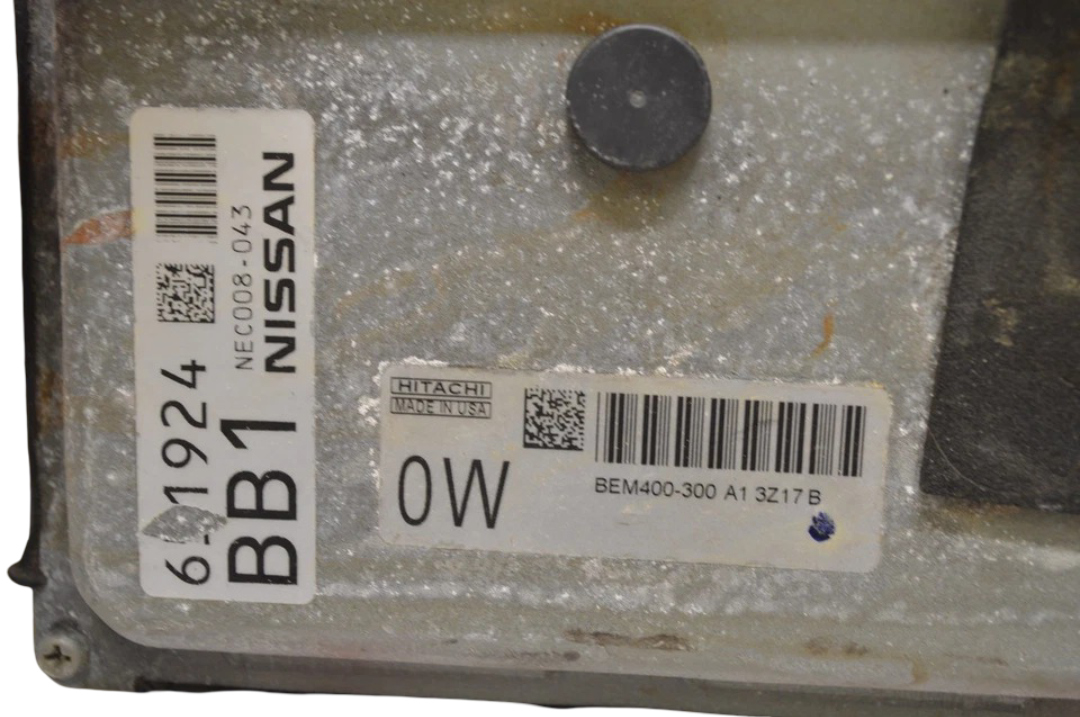 NEC008-043
NISSAN
1924
BB1
HITACHI
MADE IN USA
0W
BEM400-300 A1 3Z17 B